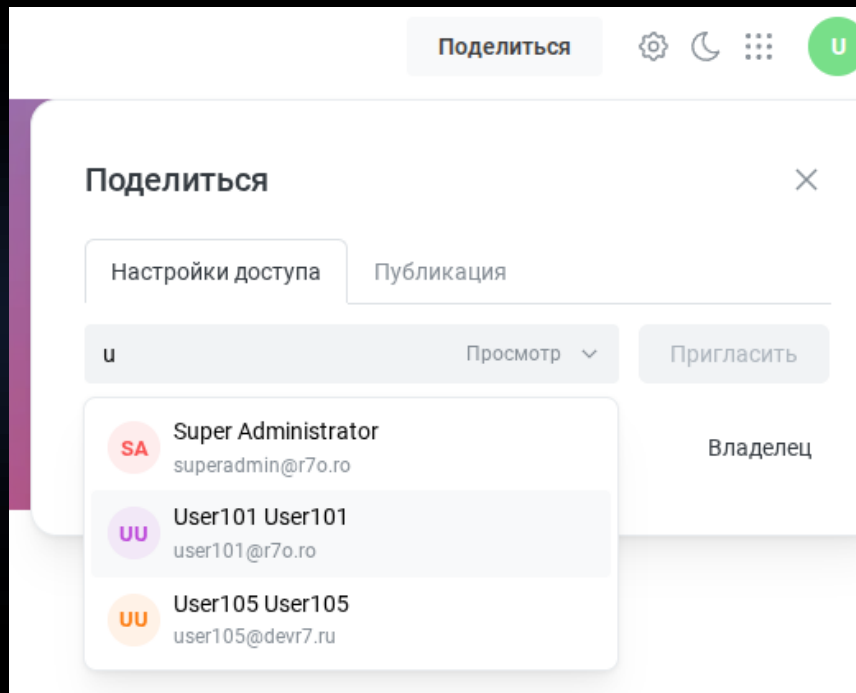 Поделиться
U
Поделиться
Настройки доступа
Публикация
u
Просмотр
Пригласить
SA
Super Administrator
superadmin@r7o.ro
Владелец
UU
User101 User101
user101@r7o.ro
UU
User105 User105
user105@devr7.ru